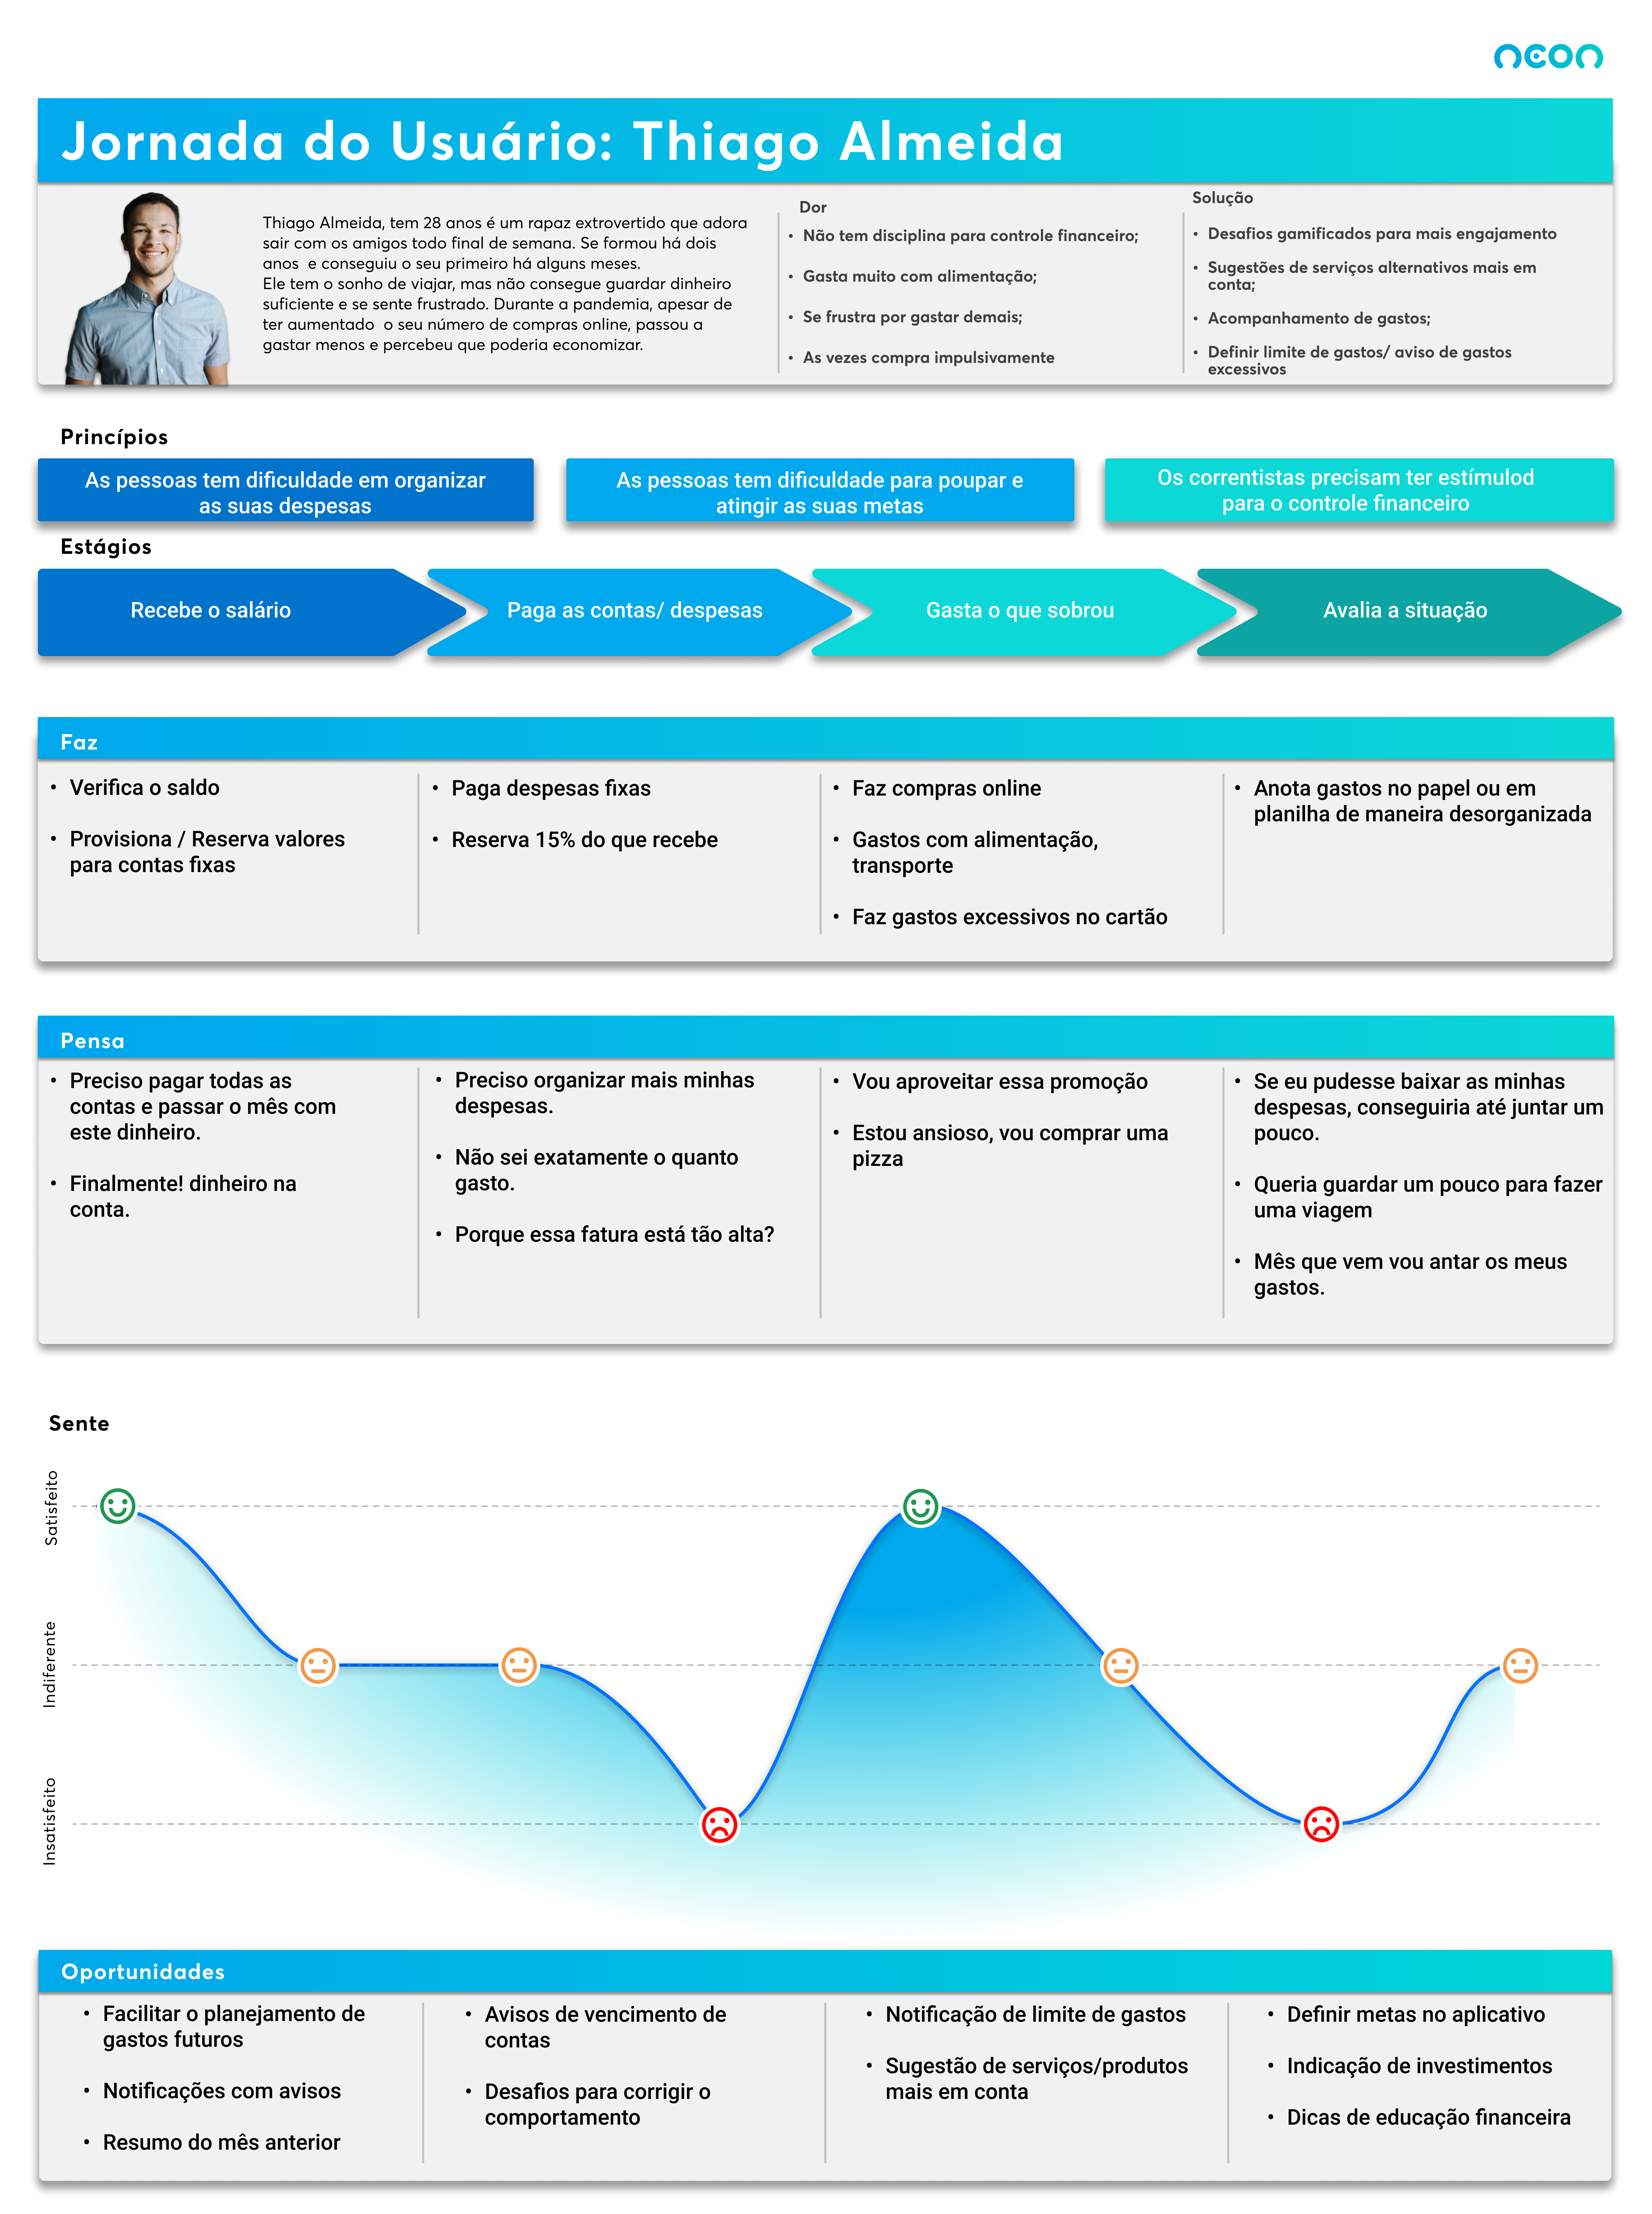 neon
Jornada do Usuário: Thiago Almeida
Thiago Almeida, tem 28 anos é um rapaz extrovertido que adora
sair com os amigos todo final de semana. Se formou há dois
anos  e conseguiu o seu primeiro há alguns meses.
Ele tem o sonho de viajar, mas não consegue guardar dinheiro
suficiente e se sente frustrado. Durante a pandemia, apesar de
ter aumentado  o seu número de compras online, passou a
gastar menos e percebeu que poderia economizar.
Dor
• Não tem disciplina para controle financeiro;
• Gasta muito com alimentação;
• Se frustra por gastar demais;
• As vezes compra impulsivamente
Solução
• Desafios gamificados para mais engajamento
• Sugestões de serviços alternativos mais em
conta;
• Acompanhamento de gastos;
• Definir limite de gastos/ aviso de gastos
excessivos
Princípios
As pessoas tem dificuldade em organizar
as suas despesas
As pessoas tem dificuldade para poupar e
atingir as suas metas
Os correntistas precisam ter estímulod
para o controle financeiro
Estágios
Recebe o salário
Paga as contas/ despesas
Gasta o que sobrou
Avalia a situação
Faz
• Verifica o saldo
• Provisiona / Reserva valores
para contas fixas
• Paga despesas fixas
• Reserva 15% do que recebe
• Faz compras online
• Gastos com alimentação,
transporte
• Faz gastos excessivos no cartão
• Anota gastos no papel ou em
planilha de maneira desorganizada
Pensa
• Preciso pagar todas as
contas e passar o mês com
este dinheiro.
• Finalmente! dinheiro na
conta.
• Preciso organizar mais minhas
despesas.
• Não sei exatamente o quanto
gasto.
• Porque essa fatura está tão alta?
• Vou aproveitar essa promoção
• Estou ansioso, vou comprar uma
pizza
• Se eu pudesse baixar as minhas
despesas, conseguiria até juntar um
pouco.
• Queria guardar um pouco para fazer
uma viagem
• Mês que vem vou antar os meus
gastos.
Sente
Satisfeito
Indiferente
Insatisfeito
Oportunidades
• Facilitar o planejamento de
gastos futuros
• Notificações com avisos
• Resumo do mês anterior
• Avisos de vencimento de
contas
• Desafios para corrigir o
comportamento
• Notificação de limite de gastos
• Sugestão de serviços/produtos
mais em conta
• Definir metas no aplicativo
• Indicação de investimentos
• Dicas de educação financeira